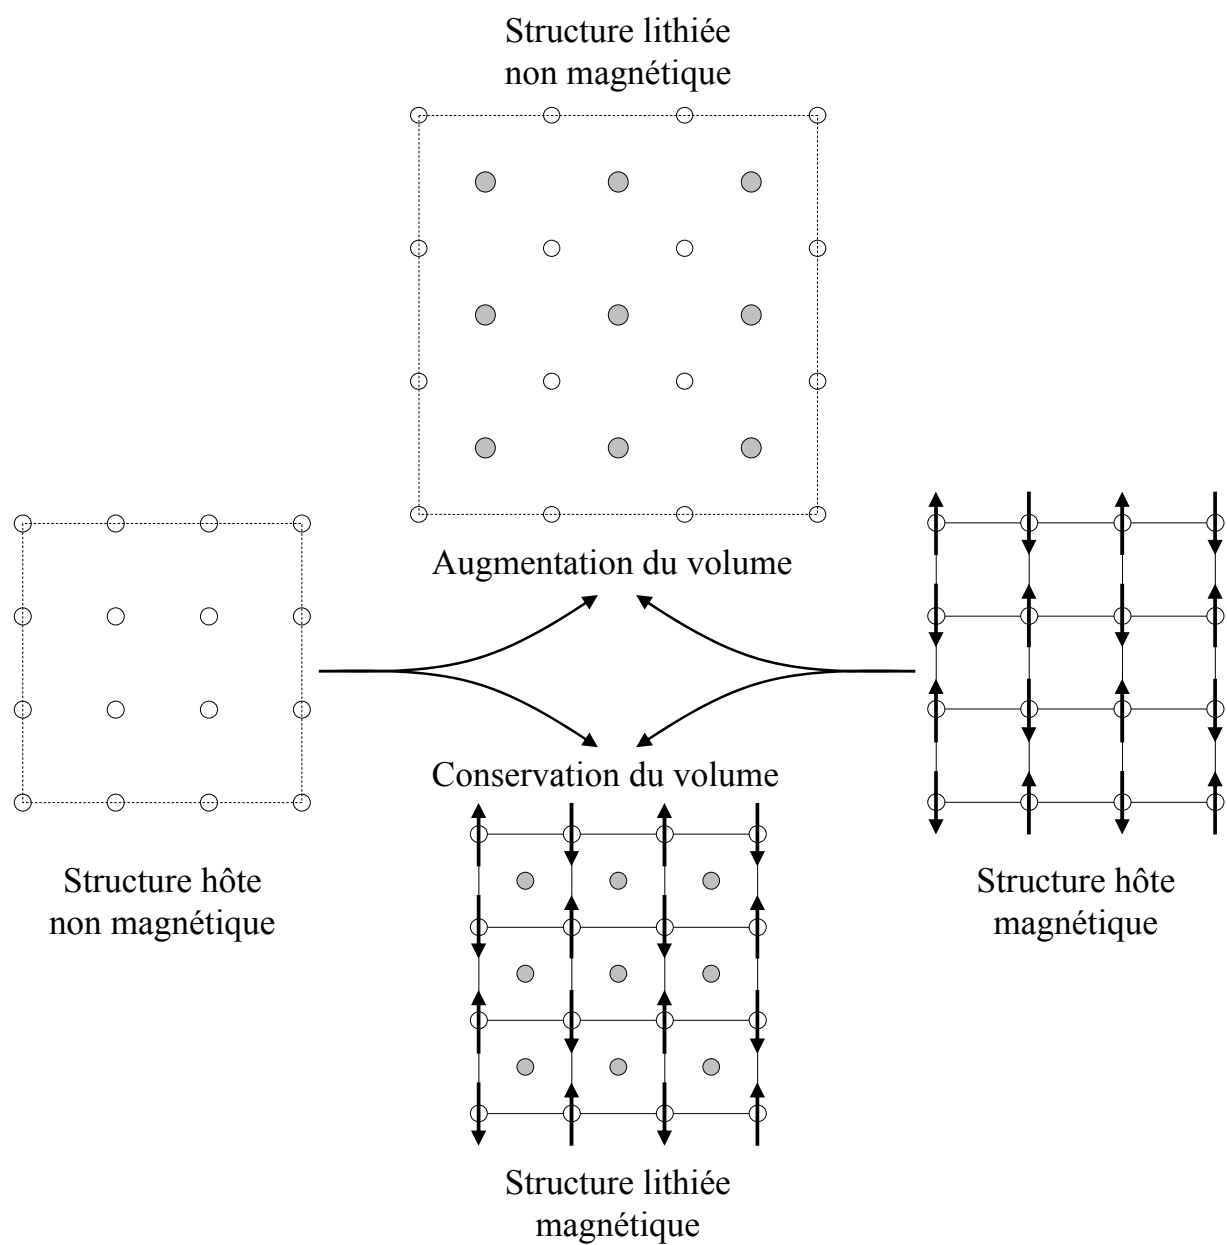 Structure lithiée
non magnétique
Augmentation du volume
Conservation du volume
Structure hôte
non magnétique
Structure hôte
magnétique
Structure lithiée
magnétique